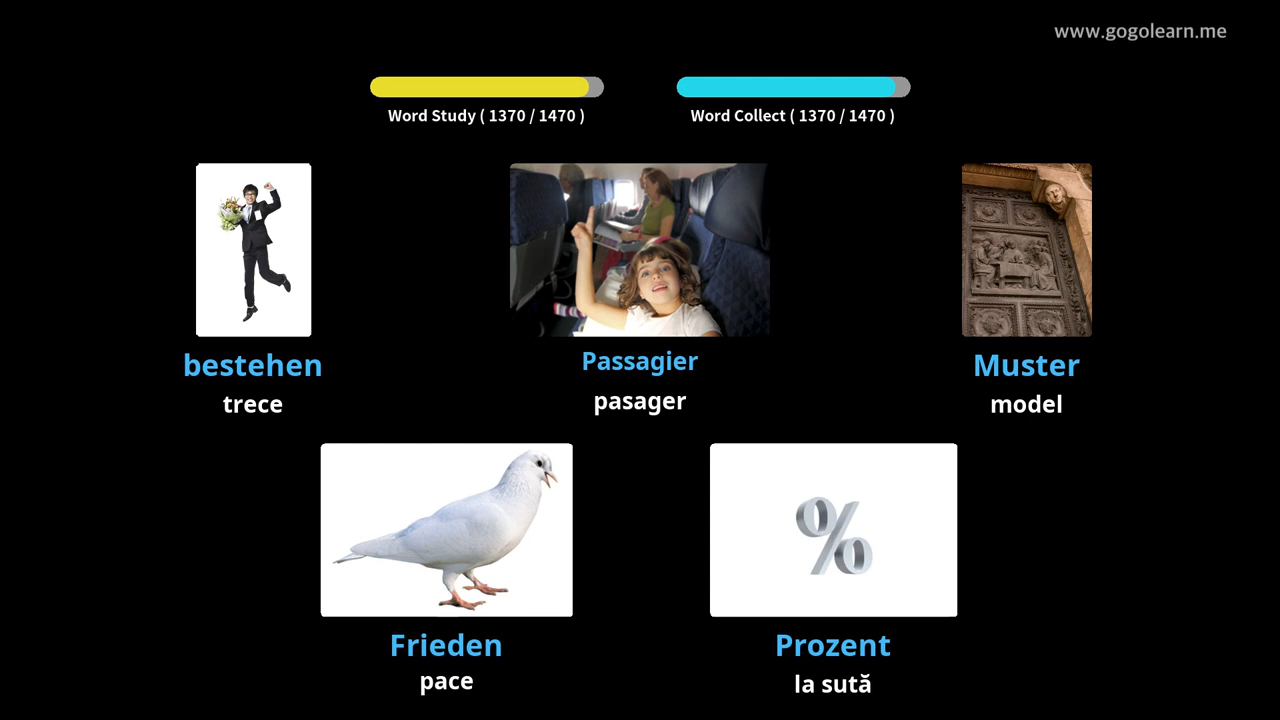 www.gogolearn.me
Word Study ( 1370 / 1470 )
Word Collect ( 1370 / 1470 )
bestehen
trece
Passagier
pasager
Muster
model
Frieden
pace
%
Prozent
la sută